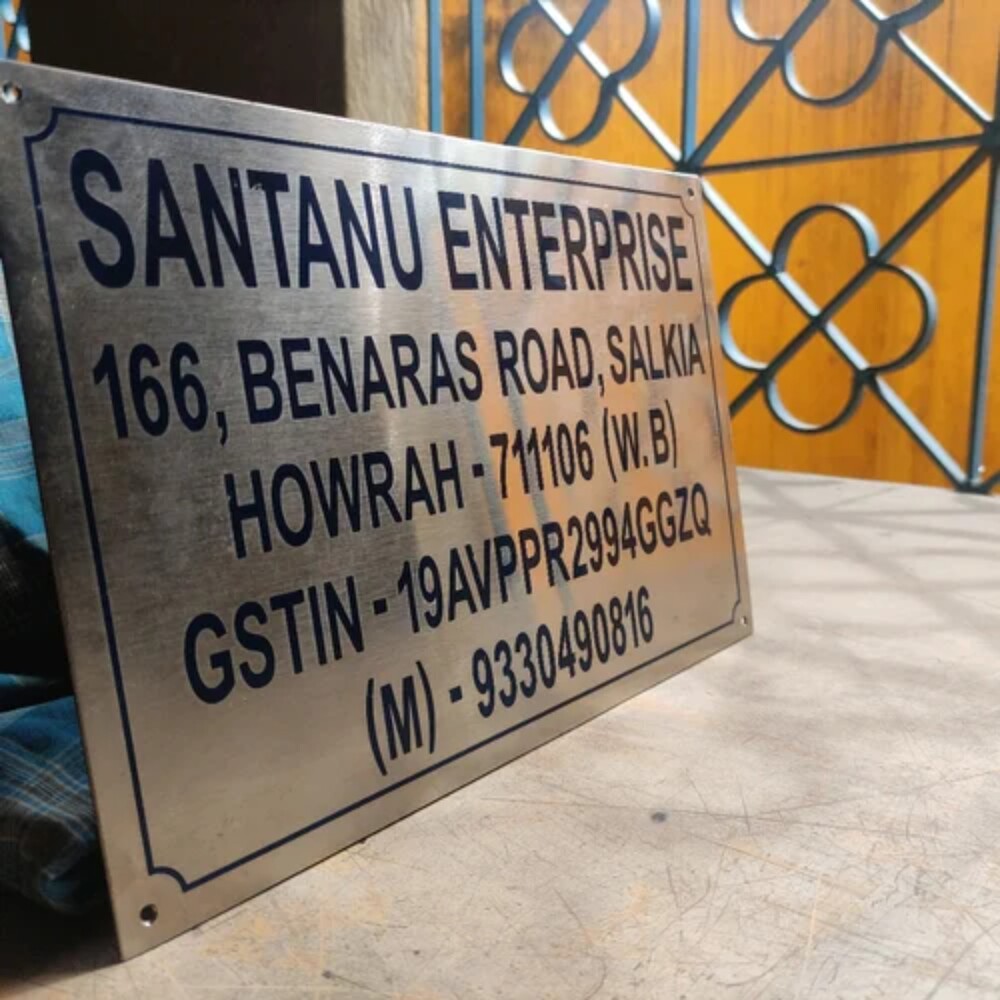 SANTANU ENTERPRISE
166, BENARAS ROAD, SALKIA
HOWRAH - 711106 (W.B)
GSTIN - 19AVPPR2994GGZQ
(M) - 9330490816